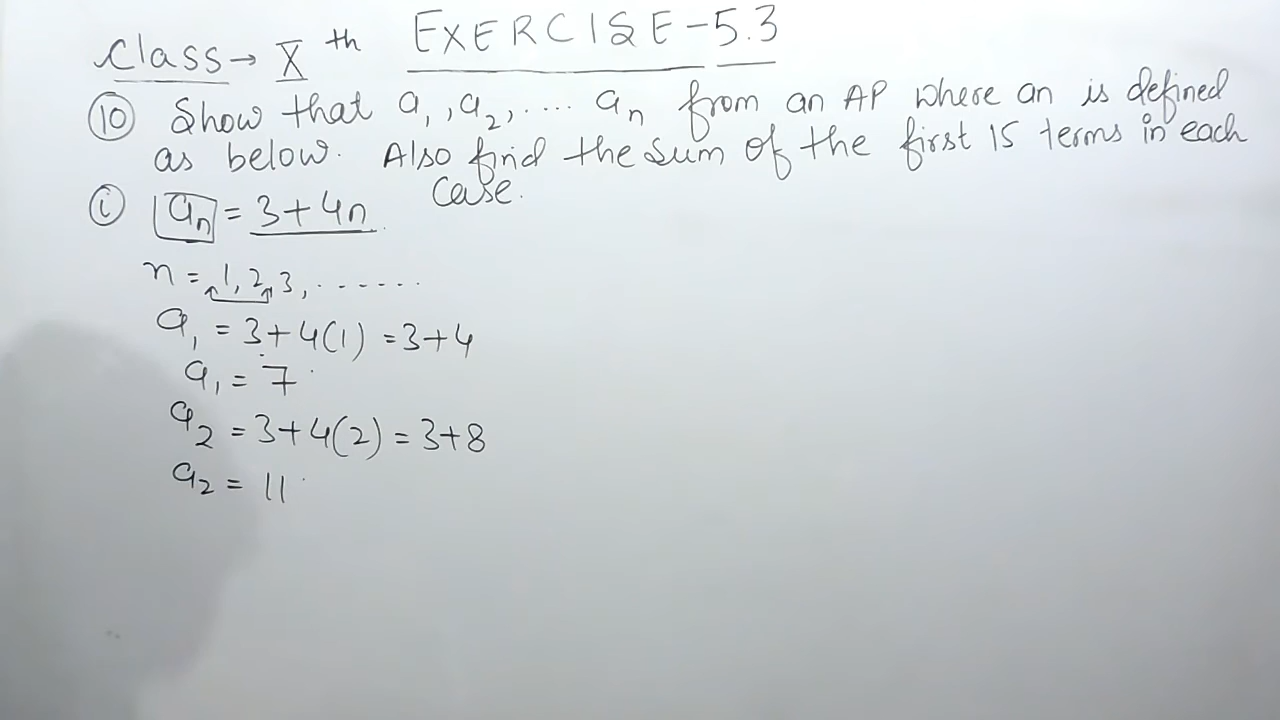 Class → X th EXERCISE-5.3
10 Show that a₁, a₂, .... aₙ from an AP where an is defined
as below. Also find the sum of the first 15 terms in each
case.
i aₙ = 3+4n
n = 1, 2, 3, .......
a₁ = 3+4(1) = 3+4
a₁ = 7
a₂ = 3+4(2) = 3+8
a₂ = 11